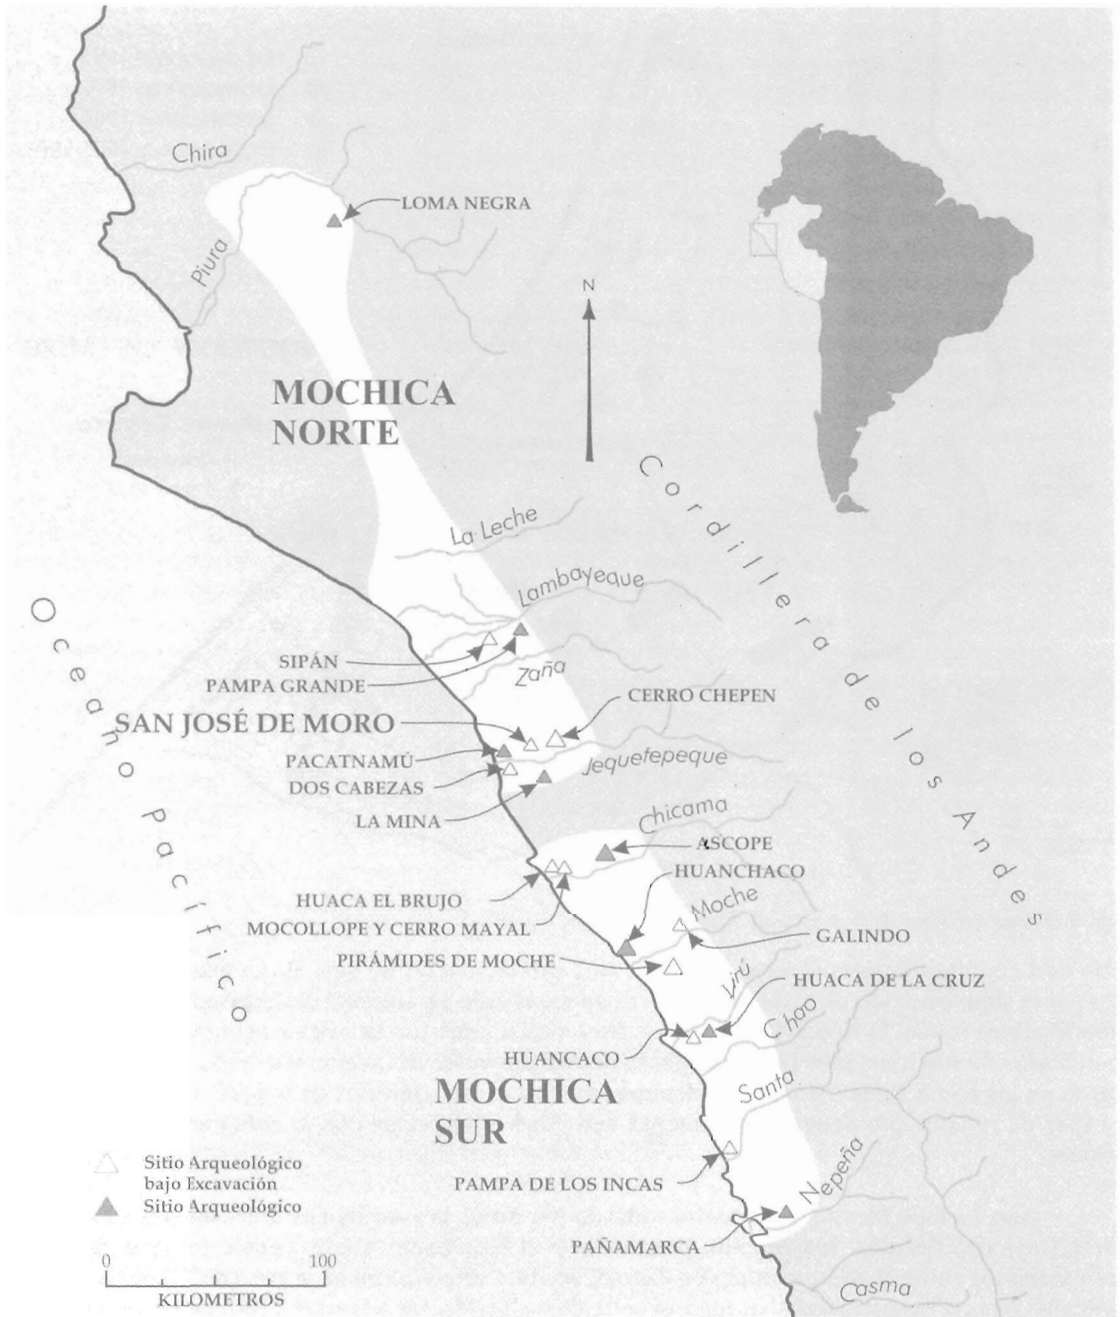 Chira
LOMA NEGRA
Piura
N
MOCHICA
NORTE
Cordillera de los Andes
La Leche
Lambayeque
Océano Pacífico
SIPÁN
Zaña
PAMPA GRANDE
CERRO CHEPEN
SAN JOSÉ DE MORO
PACATNAMÚ
Jequetepeque
DOS CABEZAS
LA MINA
Chicama
ASCOPE
HUANCHACO
HUACA EL BRUJO
Moche
MOCOLLOPE Y CERRO MAYAL
GALINDO
PIRÁMIDES DE MOCHE
Virú
HUACA DE LA CRUZ
Chao
HUANCACO
MOCHICA
SUR
Santa
Sitio Arqueológico
bajo Excavación
Nepeña
PAMPA DE LOS INCAS
Sitio Arqueológico
PAÑAMARCA
0 100
KILOMETROS
Casma